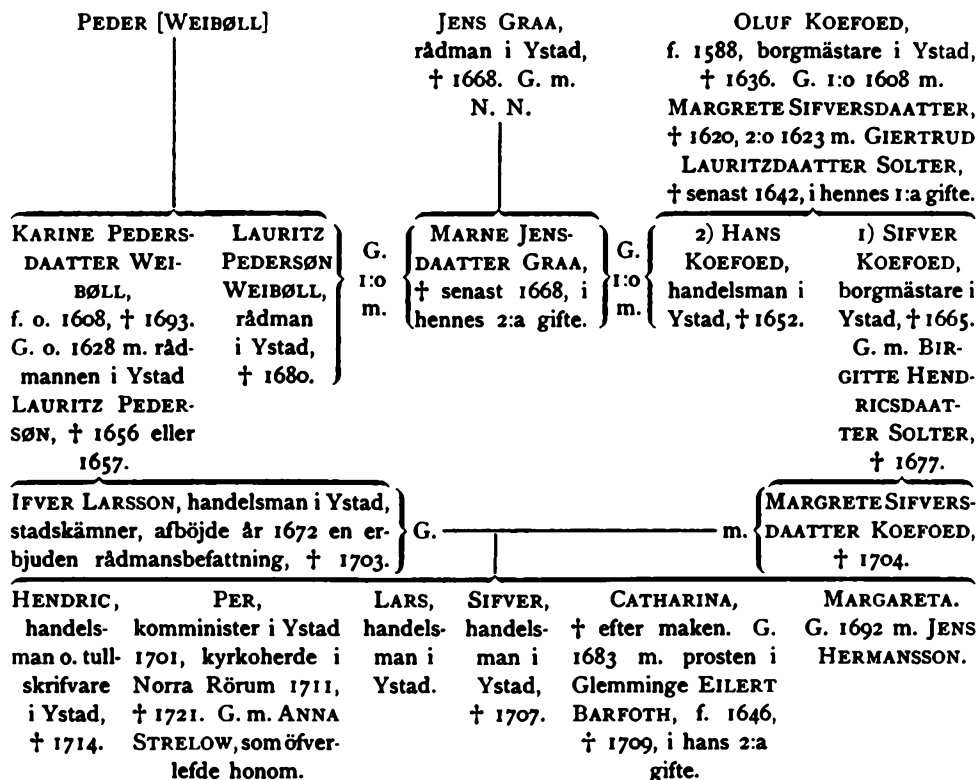 PEDER [WEIBØLL]
JENS GRAA,
rådman i Ystad,
† 1668. G. m.
N. N.
OLUF KOEFOED,
f. 1588, borgmästare i Ystad,
† 1636. G. 1:o 1608 m.
MARGRETE SIFVERSDAATTER,
† 1620, 2:o 1623 m. GIERTRUD
LAURITZDAATTER SOLTER,
† senast 1642, i hennes 1:a gifte.
KARINE PEDERS-
DAATTER WEI-
BØLL,
f. o. 1608, † 1693.
G. o. 1628 m. råd-
mannen i Ystad
LAURITZ PEDER-
SØN, † 1656 eller
1657.
LAURITZ
PEDERSØN
WEIBØLL,
rådman
i Ystad,
† 1680.
G.
1:o
m.
MARNE JENS-
DAATTER GRAA,
† senast 1668, i
hennes 2:a gifte.
G.
1:o
m.
2) HANS
KOEFOED,
handelsman i
Ystad, † 1652.
1) SIFVER
KOEFOED,
borgmästare i
Ystad, † 1665.
G. m. BIR-
GITTE HEND-
RICSDAAT-
TER SOLTER,
† 1677.
IFVER LARSSON, handelsman i Ystad,
stadskämner, afböjde år 1672 en er-
bjuden rådmansbefattning, † 1703.
G.
m.
MARGRETE SIFVERS-
DAATTER KOEFOED,
† 1704.
HENDRIC,
handels-
man o. tull-
skrifvare
i Ystad,
† 1714.
PER,
komminister i Ystad
1701, kyrkoherde i
Norra Rörum 1711,
† 1721. G. m. ANNA
STRELOW, som öfver-
lefde honom.
LARS,
handels-
man i
Ystad.
SIFVER,
handels-
man i
Ystad,
† 1707.
CATHARINA,
† efter maken. G.
1683 m. prosten i
Glemminge EILERT
BARFOTH, f. 1646,
† 1709, i hans 2:a
gifte.
MARGARETA.
G. 1692 m. JENS
HERMANSSON.